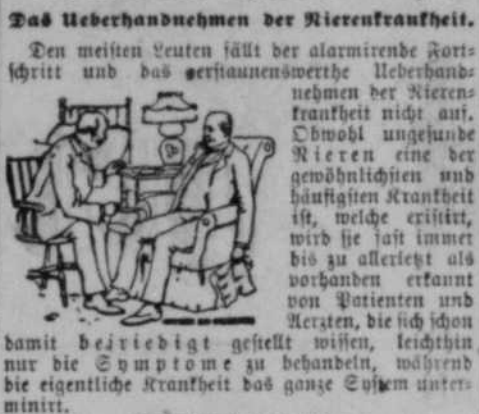 Das Ueberhandnehmen der Nierenkrankheit.
Den meisten Leuten fällt der alarmirende Fort-
schritt und das erstaunenswerthe Ueberhand-
nehmen der Nieren-
krankheit nicht auf.
Obwohl ungesunde
Nieren eine der
gewöhnlichsten und
häufigsten Krankheit
ist, welche existirt,
wird sie fast immer
bis zu allerletzt als
vorhanden erkannt
von Patienten und
Aerzten, die sich schon
damit befriedigt gestellt wissen, leichthin
nur die Symptome zu behandeln, während
die eigentliche Krankheit das ganze System unter-
minirt.